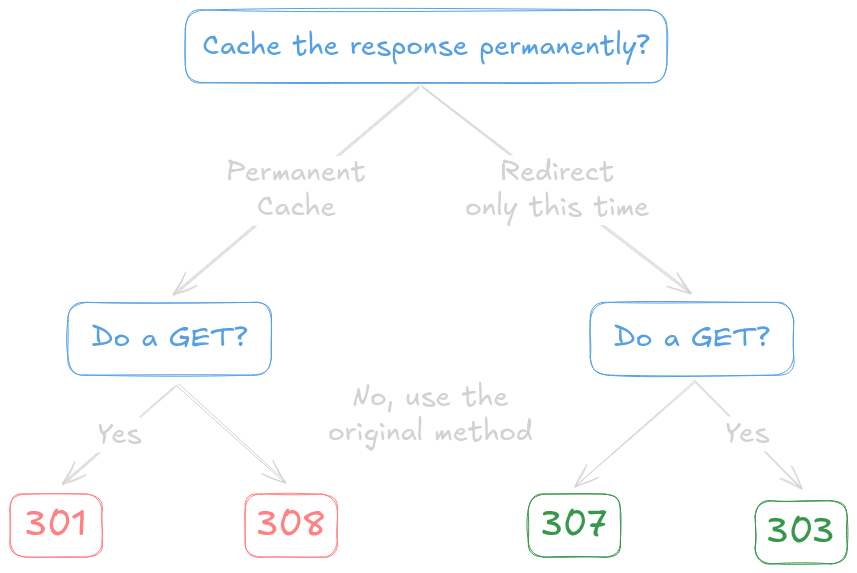 Cache the response permanently?
Permanent
Cache
Redirect
only this time
Do a GET?
Do a GET?
No, use the
original method
Yes
Yes
301
308
307
303